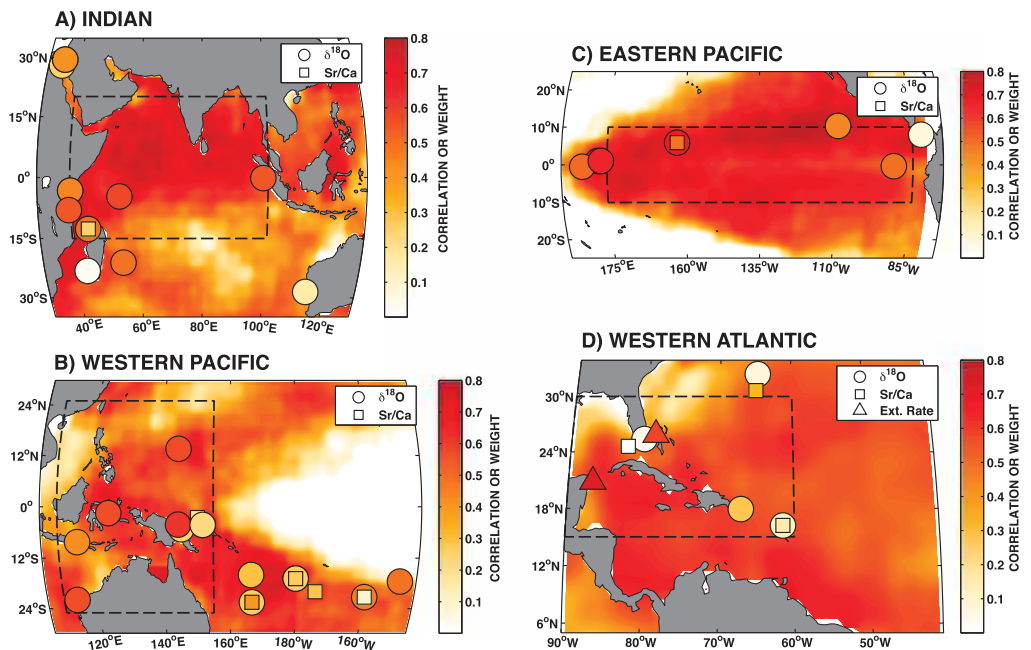 A) INDIAN
δ18O
Sr/Ca
30°N
15°N
0°
15°S
30°S
40°E
60°E
80°E
100°E
120°E
0.8
0.7
0.6
0.5
0.4
0.3
0.2
0.1
CORRELATION OR WEIGHT
B) WESTERN PACIFIC
δ18O
Sr/Ca
24°N
12°N
0°
12°S
24°S
120°E
140°E
160°E
180°W
160°W
0.8
0.7
0.6
0.5
0.4
0.3
0.2
0.1
CORRELATION OR WEIGHT
C) EASTERN PACIFIC
δ18O
Sr/Ca
20°N
10°N
0°
10°S
20°S
175°E
160°W
135°W
110°W
85°W
0.8
0.7
0.6
0.5
0.4
0.3
0.2
0.1
CORRELATION OR WEIGHT
D) WESTERN ATLANTIC
δ18O
Sr/Ca
Ext. Rate
30°N
24°N
18°N
12°N
6°N
90°W
80°W
70°W
60°W
50°W
0.8
0.7
0.6
0.5
0.4
0.3
0.2
0.1
CORRELATION OR WEIGHT